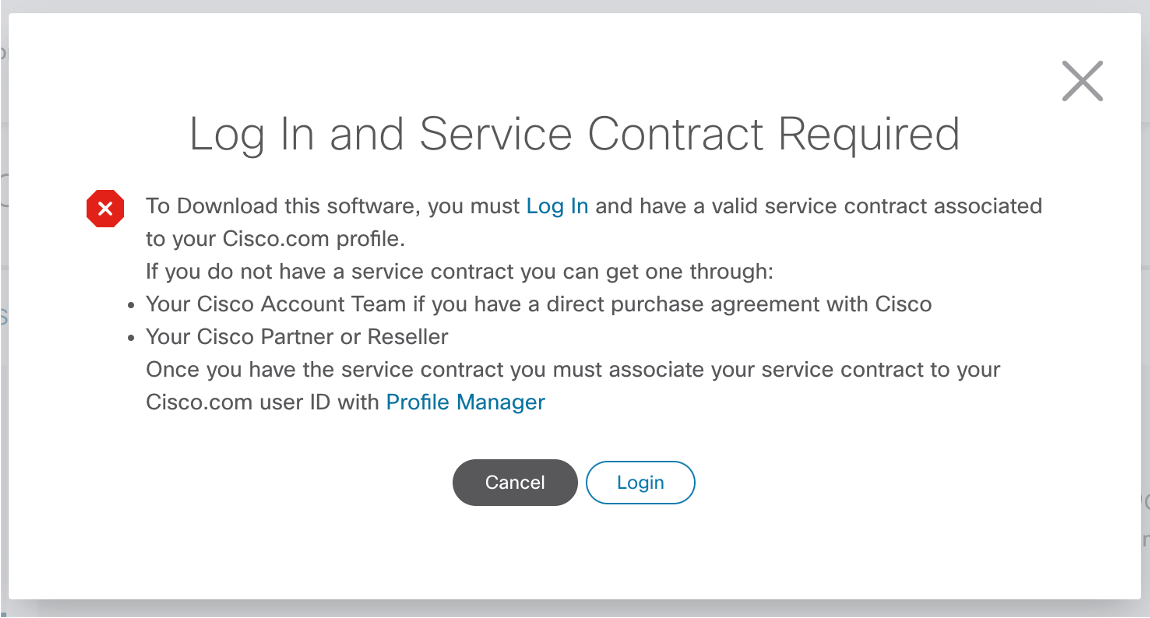 Log In and Service Contract Required
To Download this software, you must Log In and have a valid service contract associated
to your Cisco.com profile.
If you do not have a service contract you can get one through:
• Your Cisco Account Team if you have a direct purchase agreement with Cisco
• Your Cisco Partner or Reseller
Once you have the service contract you must associate your service contract to your
Cisco.com user ID with Profile Manager
Cancel Login